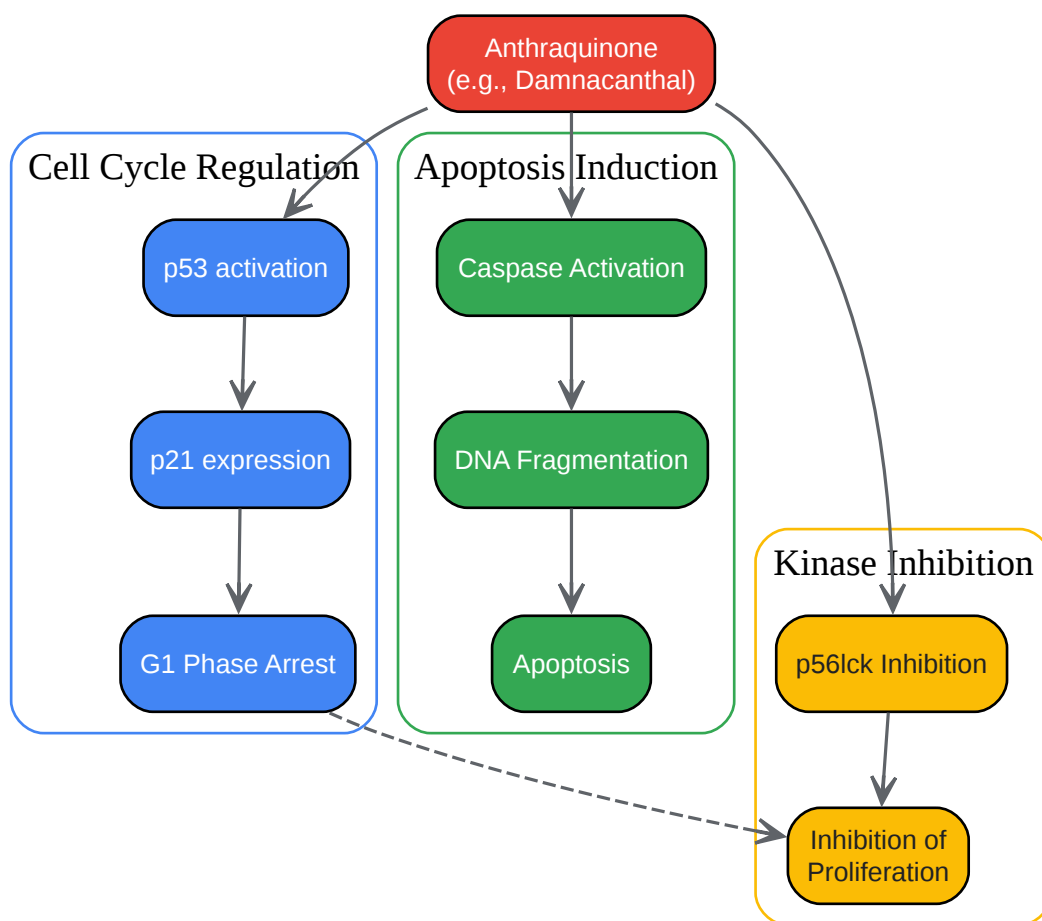 Anthraquinone
(e.g., Damnacanthal)
Cell Cycle Regulation
p53 activation
p21 expression
G1 Phase Arrest
Apoptosis Induction
Caspase Activation
DNA Fragmentation
Apoptosis
Kinase Inhibition
p56lck Inhibition
Inhibition of
Proliferation